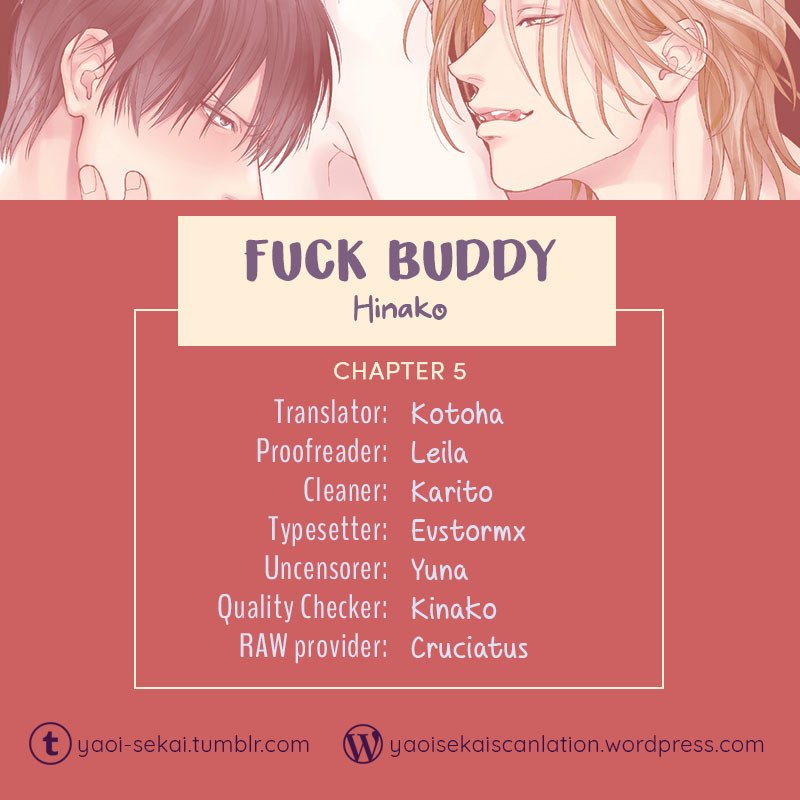 FUCK BUDDY
Hinako
CHAPTER 5
Translator: Kotoha
Proofreader: Leila
Cleaner: Karito
Typesetter: Evstormx
Uncensorer: Yuna
Quality Checker: Kinako
RAW provider: Cruciatus
t yaoi-sekai.tumblr.com
W yaoisekaiscanlation.wordpress.com